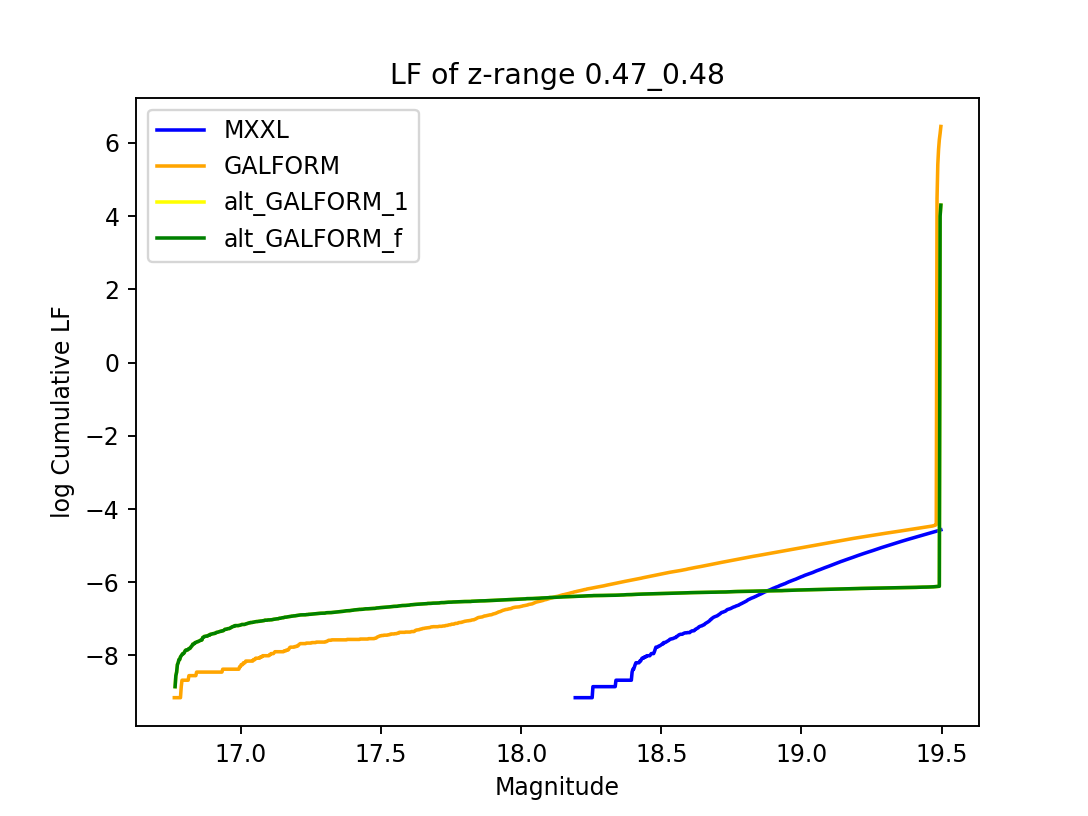 LF of z-range 0.47_0.48
MXXL
GALFORM
alt_GALFORM_1
alt_GALFORM_f
6
4
2
0
−2
−4
−6
−8
log Cumulative LF
17.0 17.5 18.0 18.5 19.0 19.5
Magnitude